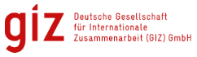 giz
Deutsche Gesellschaft
für Internationale
Zusammenarbeit (GIZ) GmbH